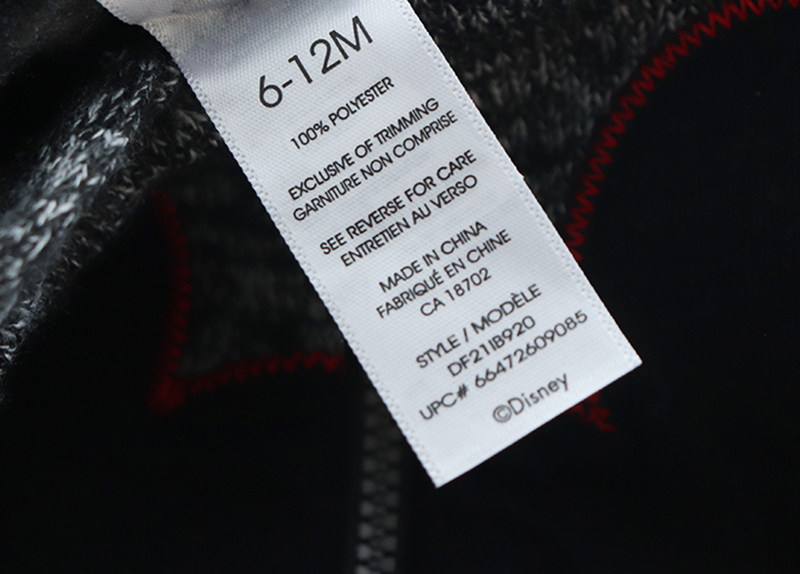 6-12M
100% POLYESTER
EXCLUSIVE OF TRIMMING
GARNITURE NON COMPRISE
SEE REVERSE FOR CARE
ENTRETIEN AU VERSO
MADE IN CHINA
FABRIQUÉ EN CHINE
CA 18702
STYLE / MODÈLE
DF21IB920
UPC# 66472609085
©Disney